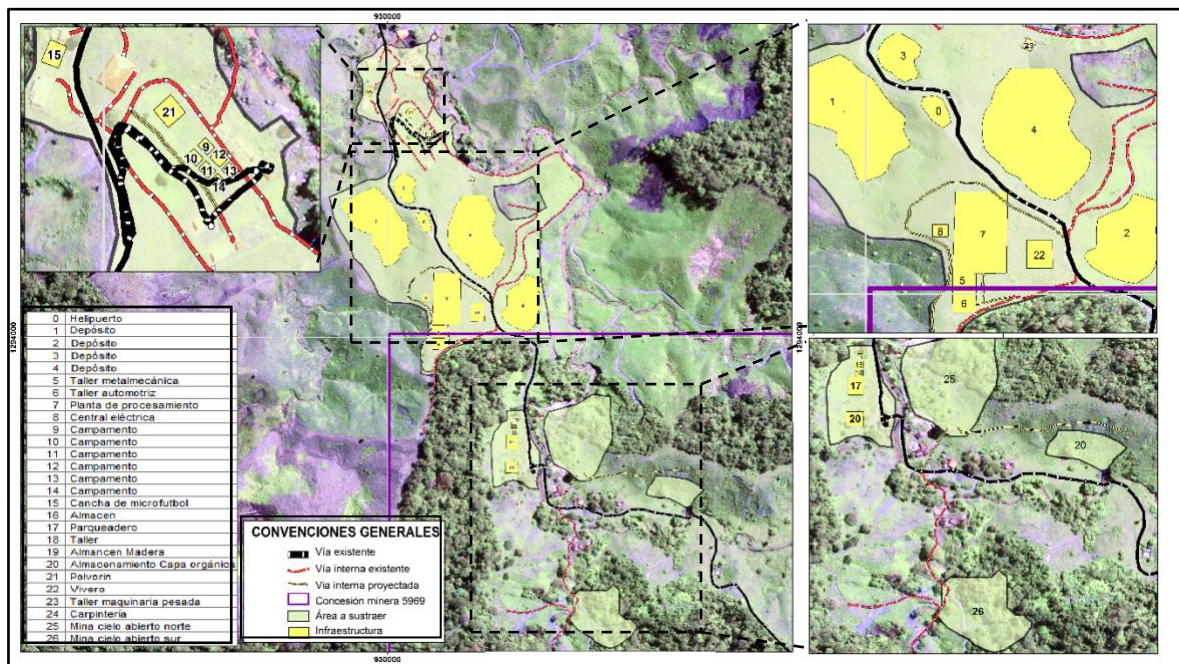 930000
15
21
9
12
10
11
13
14
3
1
0
4
8
7
22
2
5
6
1294000
1294000
0 Helipuerto
1 Depósito
2 Depósito
3 Depósito
4 Depósito
5 Taller metalmecánica
6 Taller automotriz
7 Planta de procesamiento
8 Central eléctrica
9 Campamento
10 Campamento
11 Campamento
12 Campamento
13 Campamento
14 Campamento
15 Cancha de microfutbol
16 Almacen
17 Parqueadero
18 Taller
19 Almancen Madera
20 Almacenamiento Capa orgánica
21 Polvorin
22 Vivero
23 Taller maquinaria pesada
24 Carpinteria
25 Mina cielo abierto norte
26 Mina cielo abierto sur
CONVENCIONES GENERALES
Vía existente
Vía interna existente
Via interna proyectada
Concesión minera 5969
Área a sustraer
Infraestructura
25
17
20
20
26
930000